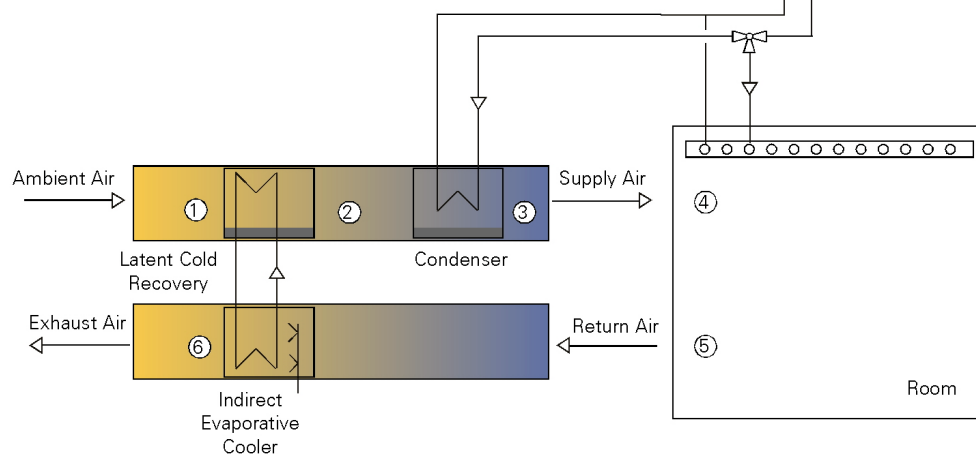 Ambient Air
Supply Air
①
②
③
④
Latent Cold
Recovery
Condenser
Exhaust Air
Return Air
⑥
⑤
Room
Indirect
Evaporative
Cooler